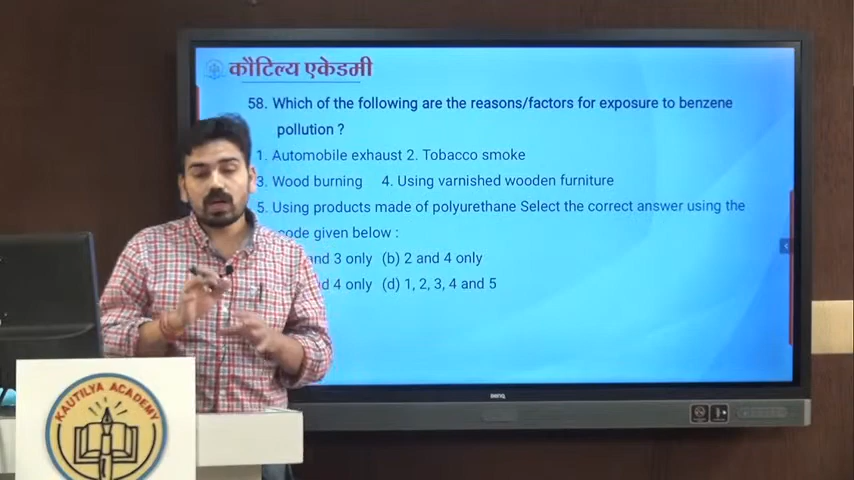 कौटिल्य एकेडमी
58. Which of the following are the reasons/factors for exposure to benzene
pollution ?
1. Automobile exhaust 2. Tobacco smoke
3. Wood burning 4. Using varnished wooden furniture
5. Using products made of polyurethane Select the correct answer using the
code given below :
and 3 only (b) 2 and 4 only
4 only (d) 1, 2, 3, 4 and 5
BENQ
KAUTILYA ACADEMY